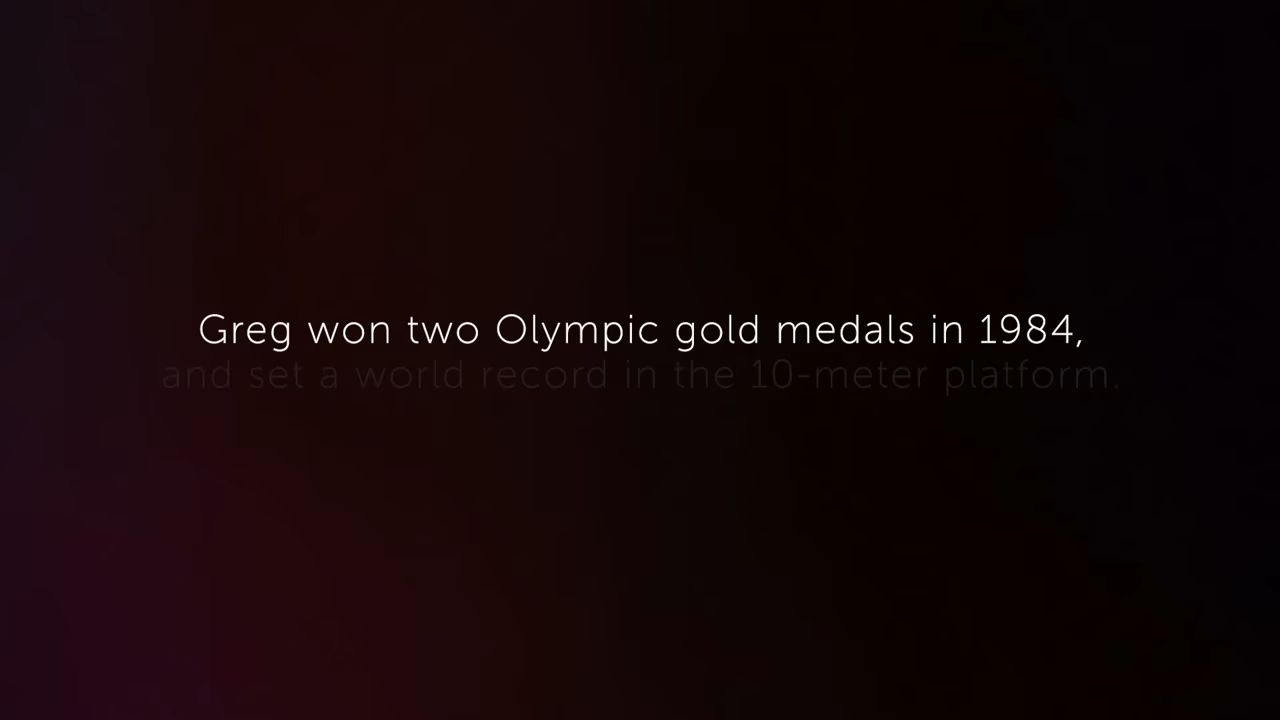 Greg won two Olympic gold medals in 1984,
and set a world record in the 10-meter platform.